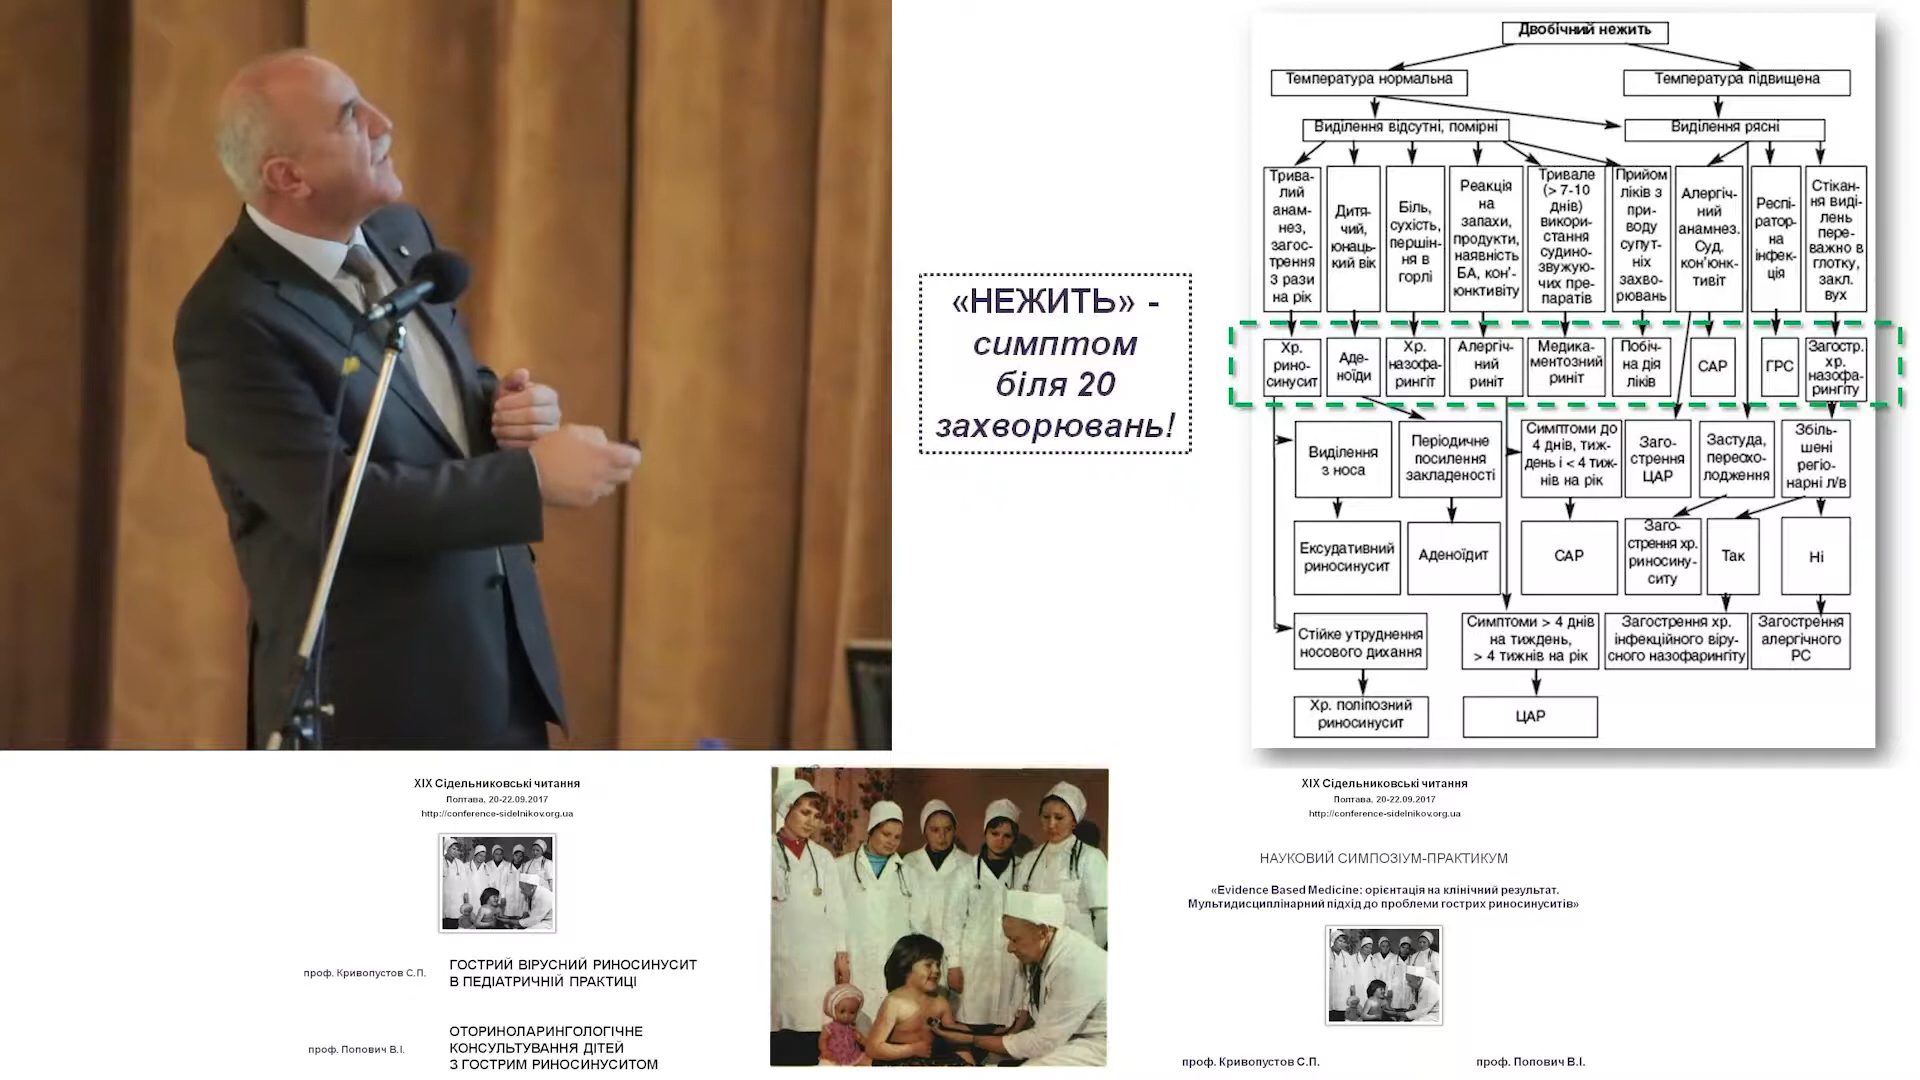 «НЕЖИТЬ» -
симптом
біля 20
захворювань!
Двобічний нежить
Температура нормальна
Температура підвищена
Виділення відсутні, помірні
Виділення рясні
Трива-
лий
анам-
нез,
загос-
трення
3 рази
на рік
Дитя-
чий,
юнаць-
кий вік
Біль,
сухість,
першін-
ня в
горлі
Реакція
на
запахи,
продукти,
наявність
БА, кон'-
юнктивіту
Тривале
(> 7-10
днів)
викори-
стання
судино-
звужую-
чих пре-
паратів
Прийом
ліків з
при-
воду
супут-
ніх
захво-
рювань
Алергіч-
ний
анамнез.
Суд,
кон'юнк-
тивіт
Респі-
ратор-
на
інфек-
ція
Стікан-
ня виді-
лень
пере-
важно в
глотку,
закл.
вух
Хр.
рино-
синусит
Аде-
ноїди
Хр.
назофа-
рингіт
Алергіч-
ний
риніт
Медика-
ментозний
риніт
Побіч-
на дія
ліків
САР
ГРС
Загостр.
хр.
назофа-
рингіту
Виділення
з носа
Періодичне
посилення
закладеності
Симптоми до
4 днів, тиж-
день і < 4 тиж-
нів на рік
Заго-
стрення
ЦАР
Застуда,
переохо-
лодження
Збіль-
шені
регіо-
нарні л/в
Ексудативний
риносинусит
Аденоїдит
САР
Заго-
стрення хр.
риносину-
ситу
Так
Ні
Стійке утруднення
носового дихання
Симптоми > 4 днів
на тиждень,
> 4 тижнів на рік
Загострення хр.
інфекційного віру-
сного назофарингіту
Загострення
алергічного
РС
Хр. поліпозний
риносинусит
ЦАР
XIX Сідельниковські читання
Полтава, 20-22.09.2017
http://conference-sidelnikov.org.ua
проф. Кривопустов С.П.
ГОСТРИЙ ВІРУСНИЙ РИНОСИНУСИТ
В ПЕДІАТРИЧНІЙ ПРАКТИЦІ
проф. Попович В.І.
ОТОРИНОЛАРИНГОЛОГІЧНЕ
КОНСУЛЬТУВАННЯ ДІТЕЙ
З ГОСТРИМ РИНОСИНУСИТОМ
XIX Сідельниковські читання
Полтава, 20-22.09.2017
http://conference-sidelnikov.org.ua
НАУКОВИЙ СИМПОЗІУМ-ПРАКТИКУМ
«Evidence Based Medicine: орієнтація на клінічний результат.
Мультидисциплінарний підхід до проблеми гострих риносинуситів»
проф. Кривопустов С.П.
проф. Попович В.І.